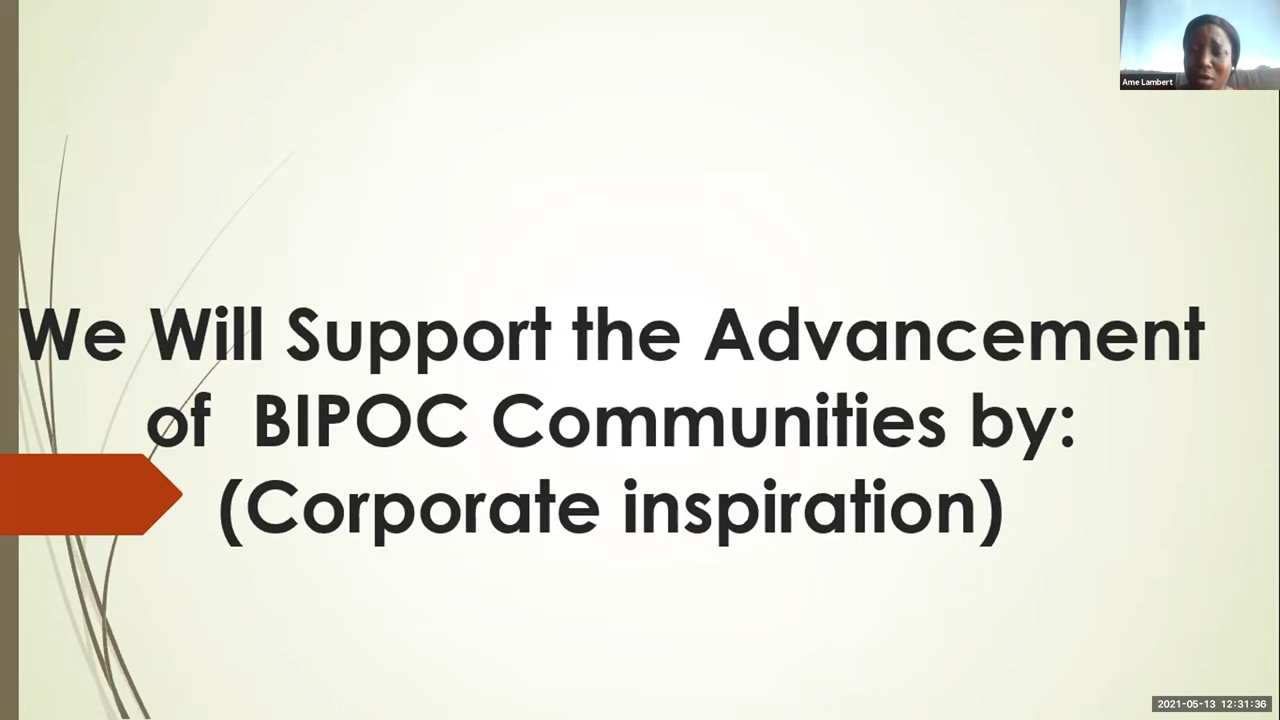 Ame Lambert
We Will Support the Advancement
of  BIPOC Communities by:
(Corporate inspiration)
2021-05-13 12:31:36